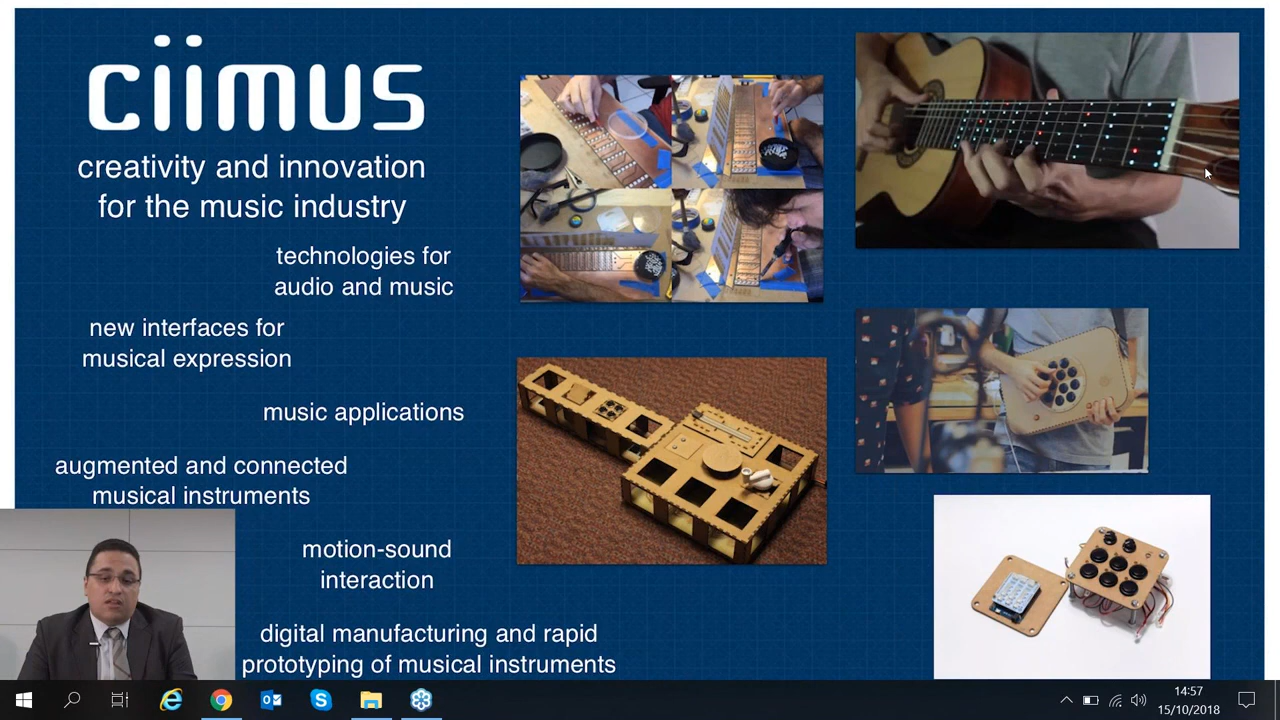 ciimus
creativity and innovation
for the music industry
technologies for
audio and music
new interfaces for
musical expression
music applications
augmented and connected
musical instruments
motion-sound
interaction
digital manufacturing and rapid
prototyping of musical instruments
14:57
15/10/2018